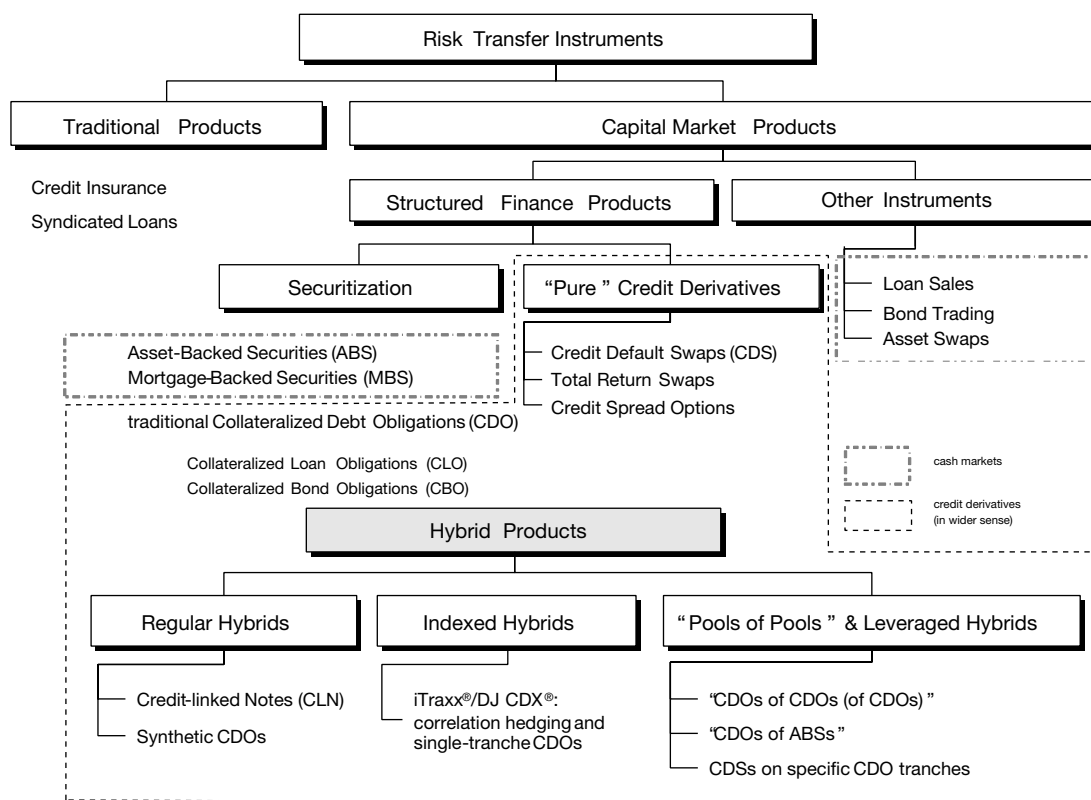 Risk Transfer Instruments
Traditional Products
Capital Market Products
Credit Insurance
Syndicated Loans
Structured Finance Products
Other Instruments
Securitization
“Pure” Credit Derivatives
Loan Sales
Bond Trading
Asset Swaps
Asset-Backed Securities (ABS)
Mortgage-Backed Securities (MBS)
traditional Collateralized Debt Obligations (CDO)
Collateralized Loan Obligations (CLO)
Collateralized Bond Obligations (CBO)
Credit Default Swaps (CDS)
Total Return Swaps
Credit Spread Options
cash markets
credit derivatives
(in wider sense)
Hybrid Products
Regular Hybrids
Indexed Hybrids
“Pools of Pools” & Leveraged Hybrids
Credit-linked Notes (CLN)
Synthetic CDOs
iTraxx®/DJ CDX®:
correlation hedging and
single-tranche CDOs
“CDOs of CDOs (of CDOs)”
“CDOs of ABSs”
CDSs on specific CDO tranches